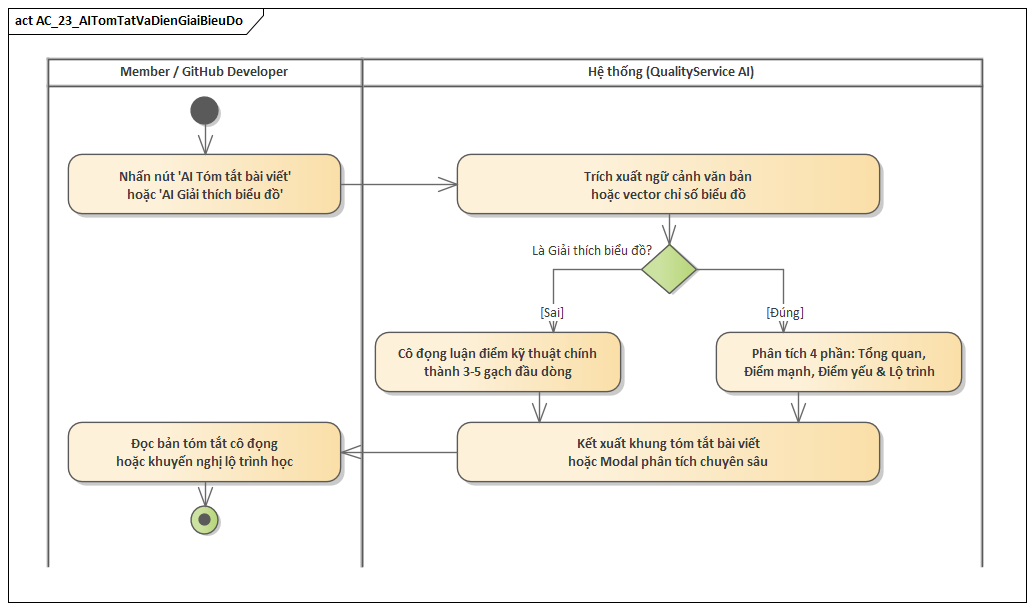 act AC_23_AITomTatVaDienGiaiBieuDo
Member / GitHub Developer
Hệ thống (QualityService AI)
Nhấn nút 'AI Tóm tắt bài viết'
hoặc 'AI Giải thích biểu đồ'
Trích xuất ngữ cảnh văn bản
hoặc vector chỉ số biểu đồ
Là Giải thích biểu đồ?
[Sai]
[Đúng]
Cô đọng luận điểm kỹ thuật chính
thành 3-5 gạch đầu dòng
Phân tích 4 phần: Tổng quan,
Điểm mạnh, Điểm yếu & Lộ trình
Đọc bản tóm tắt cô đọng
hoặc khuyến nghị lộ trình học
Kết xuất khung tóm tắt bài viết
hoặc Modal phân tích chuyên sâu